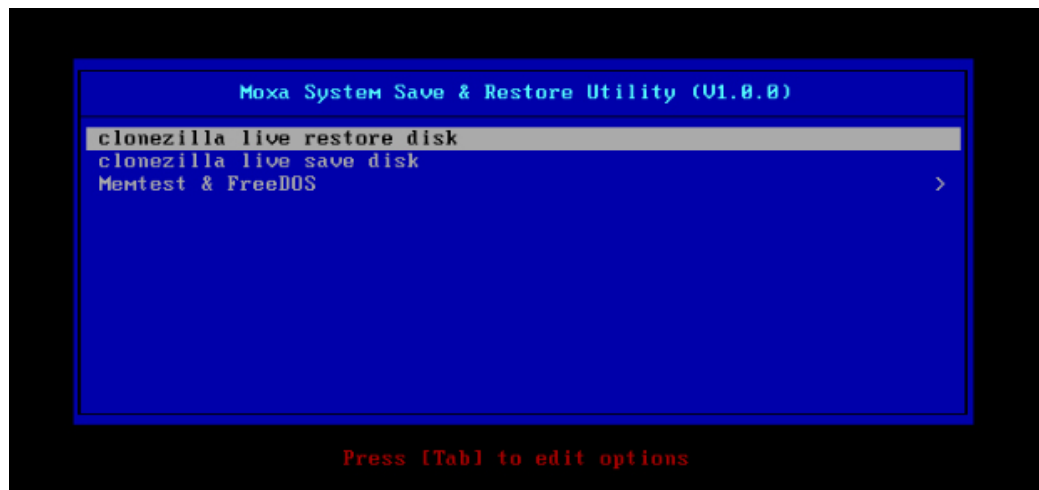 Moxa System Save & Restore Utility (V1.0.0)
clonezilla live restore disk
clonezilla live save disk
Memtest & FreeDOS >
Press [Tab] to edit options